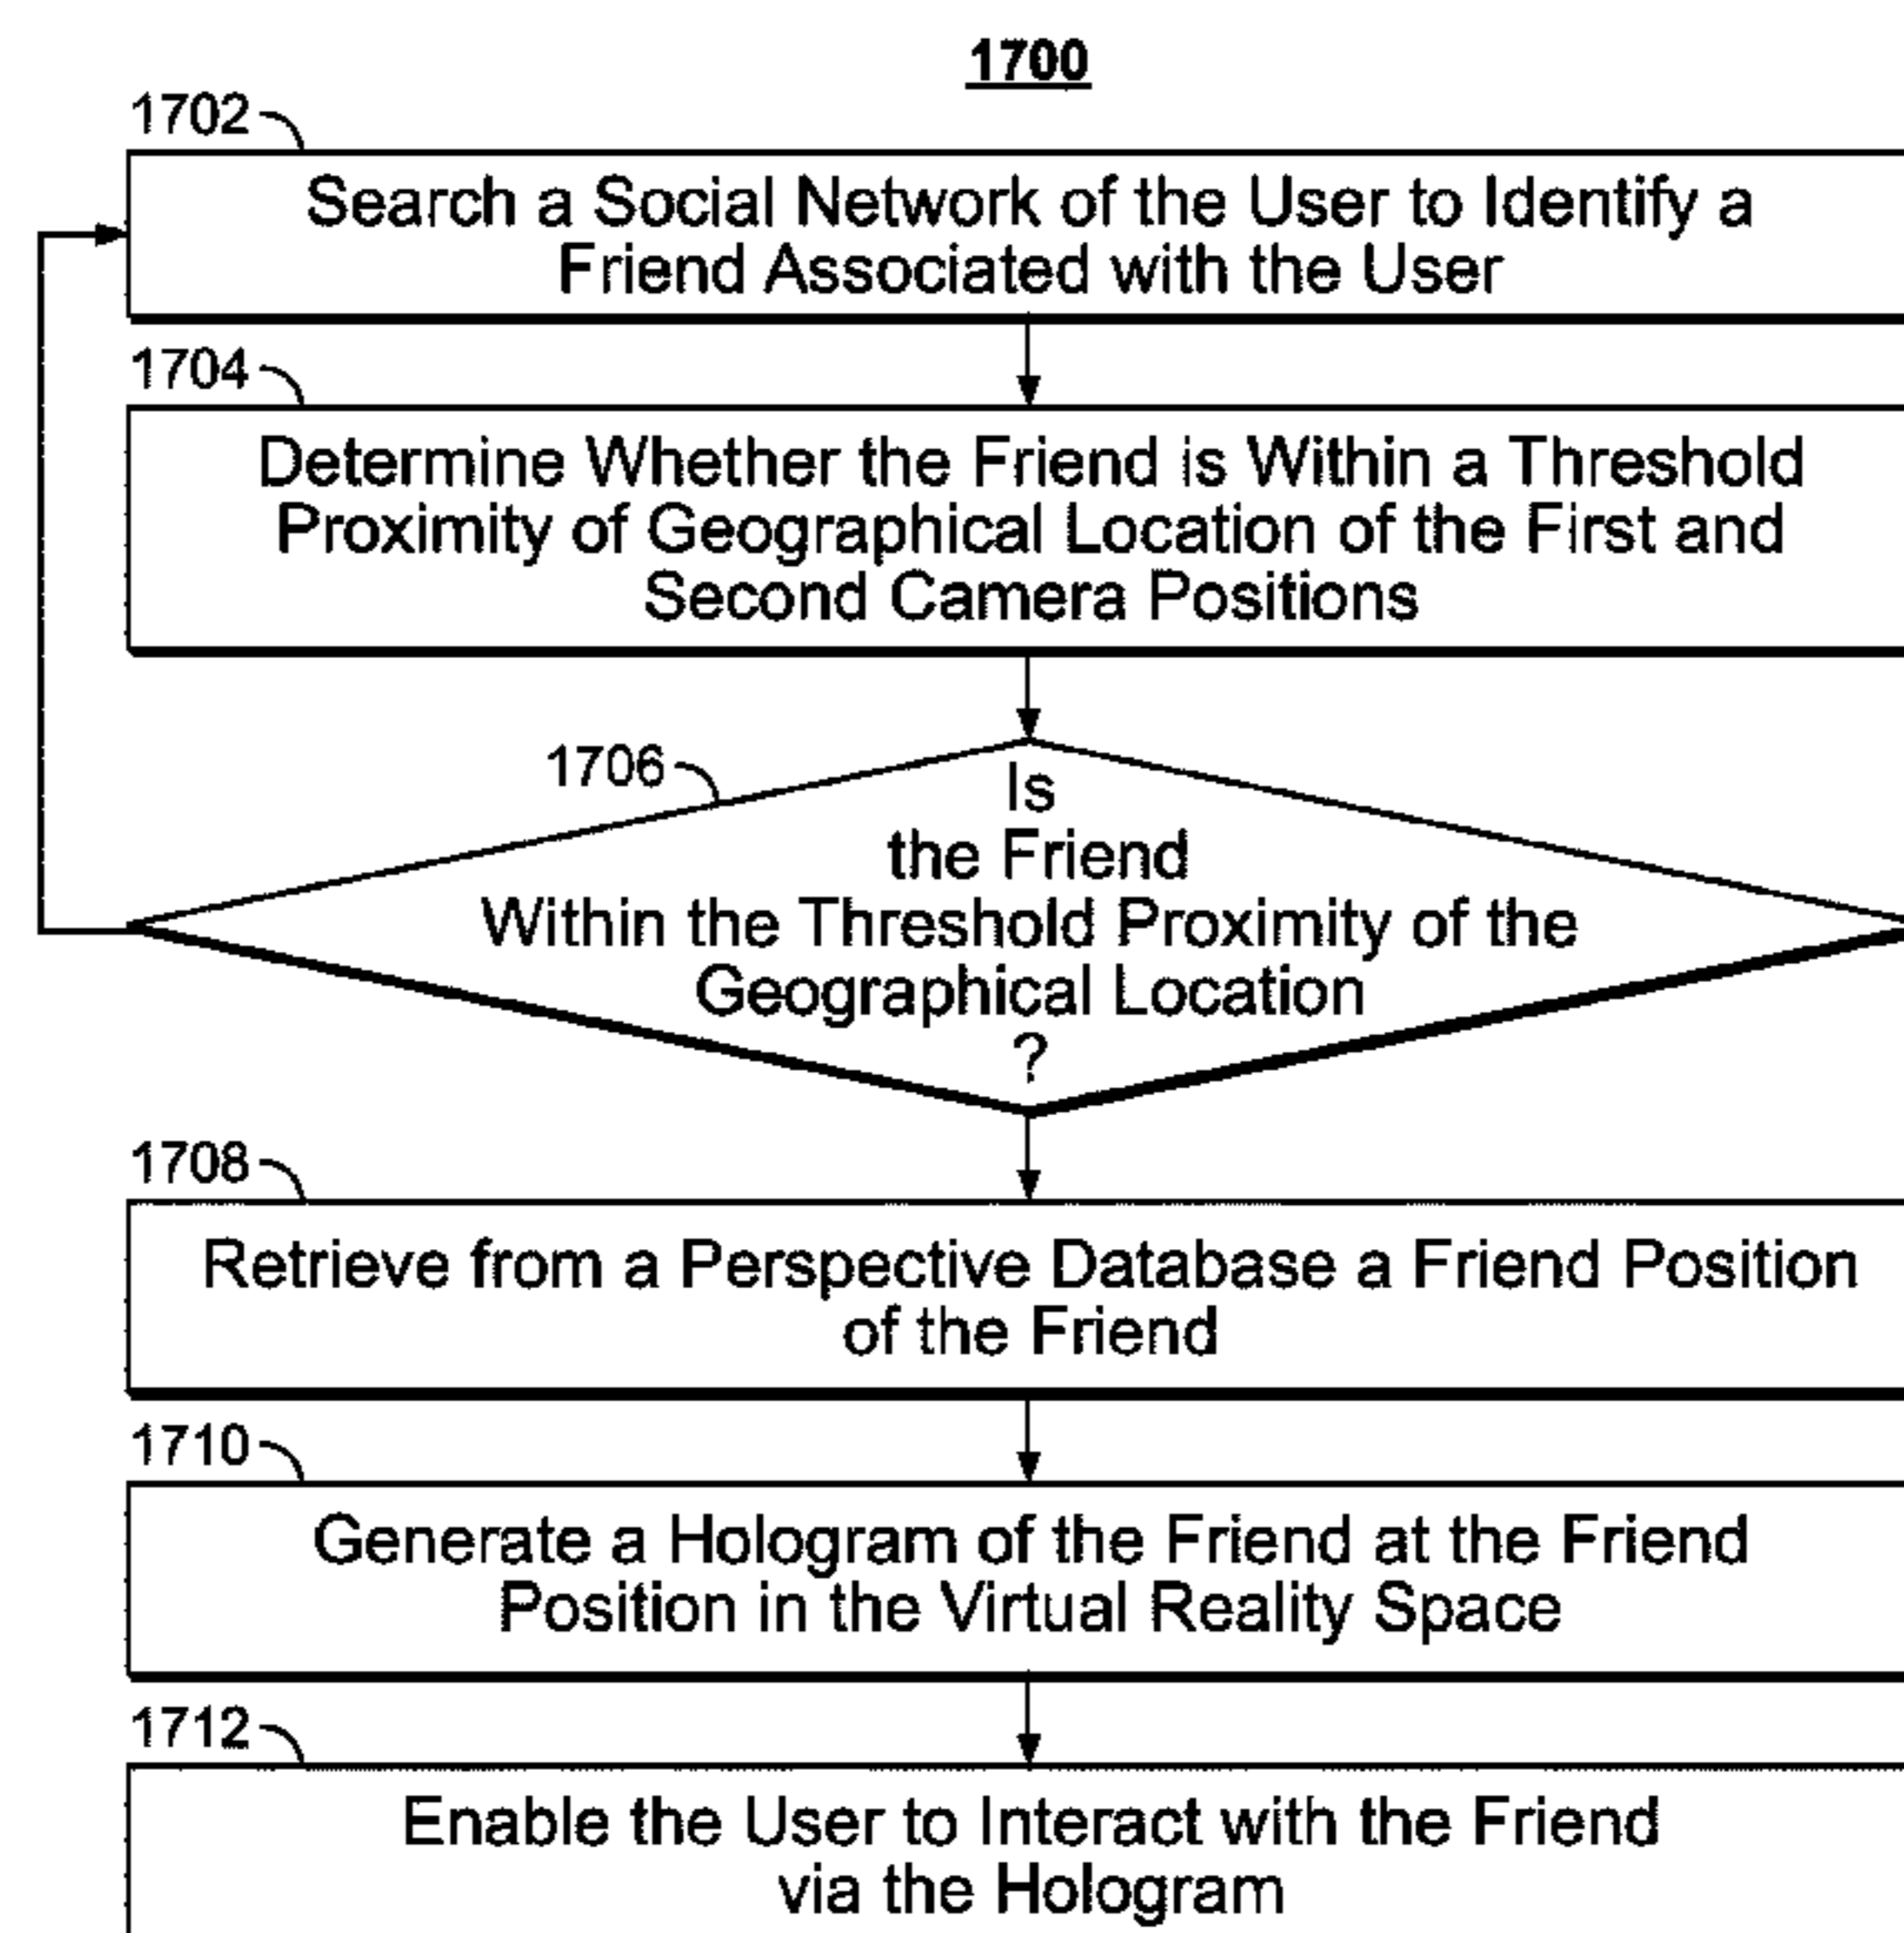 1700
1702
Search a Social Network of the User to Identify a
Friend Associated with the User
1704
Determine Whether the Friend is Within a Threshold
Proximity of Geographical Location of the First and
Second Camera Positions
1706
Is
the Friend
Within the Threshold Proximity of the
Geographical Location
?
1708
Retrieve from a Perspective Database a Friend Position
of the Friend
1710
Generate a Hologram of the Friend at the Friend
Position in the Virtual Reality Space
1712
Enable the User to Interact with the Friend
via the Hologram